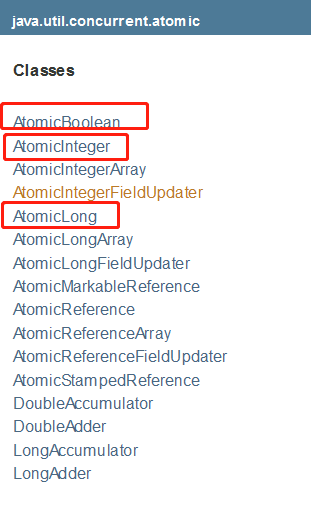 java.util.concurrent.atomic
Classes
AtomicBoolean
AtomicInteger
AtomicIntegerArray
AtomicIntegerFieldUpdater
AtomicLong
AtomicLongArray
AtomicLongFieldUpdater
AtomicMarkableReference
AtomicReference
AtomicReferenceArray
AtomicReferenceFieldUpdater
AtomicStampedReference
DoubleAccumulator
DoubleAdder
LongAccumulator
LongAdder